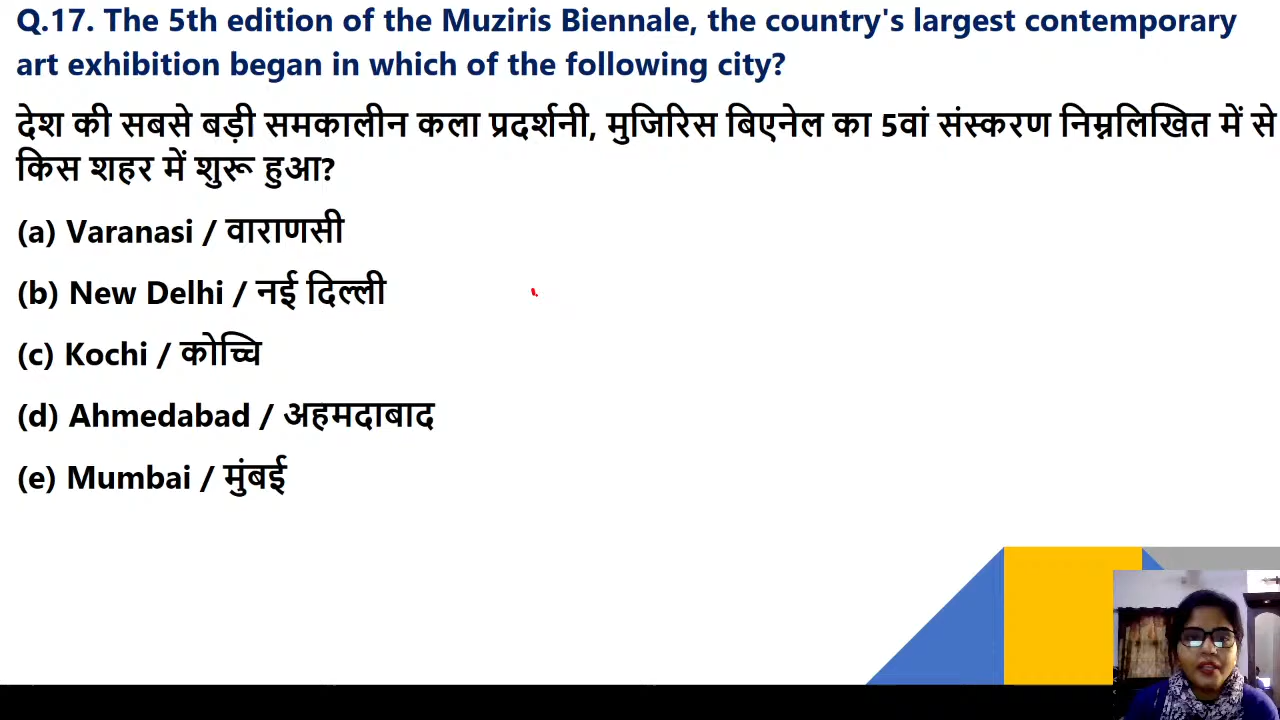 Q.17. The 5th edition of the Muziris Biennale, the country's largest contemporary
art exhibition began in which of the following city?
देश की सबसे बड़ी समकालीन कला प्रदर्शनी, मुजिरिस बिएनेल का 5वां संस्करण निम्नलिखित में से
किस शहर में शुरू हुआ?
(a) Varanasi / वाराणसी
(b) New Delhi / नई दिल्ली
(c) Kochi / कोच्चि
(d) Ahmedabad / अहमदाबाद
(e) Mumbai / मुंबई